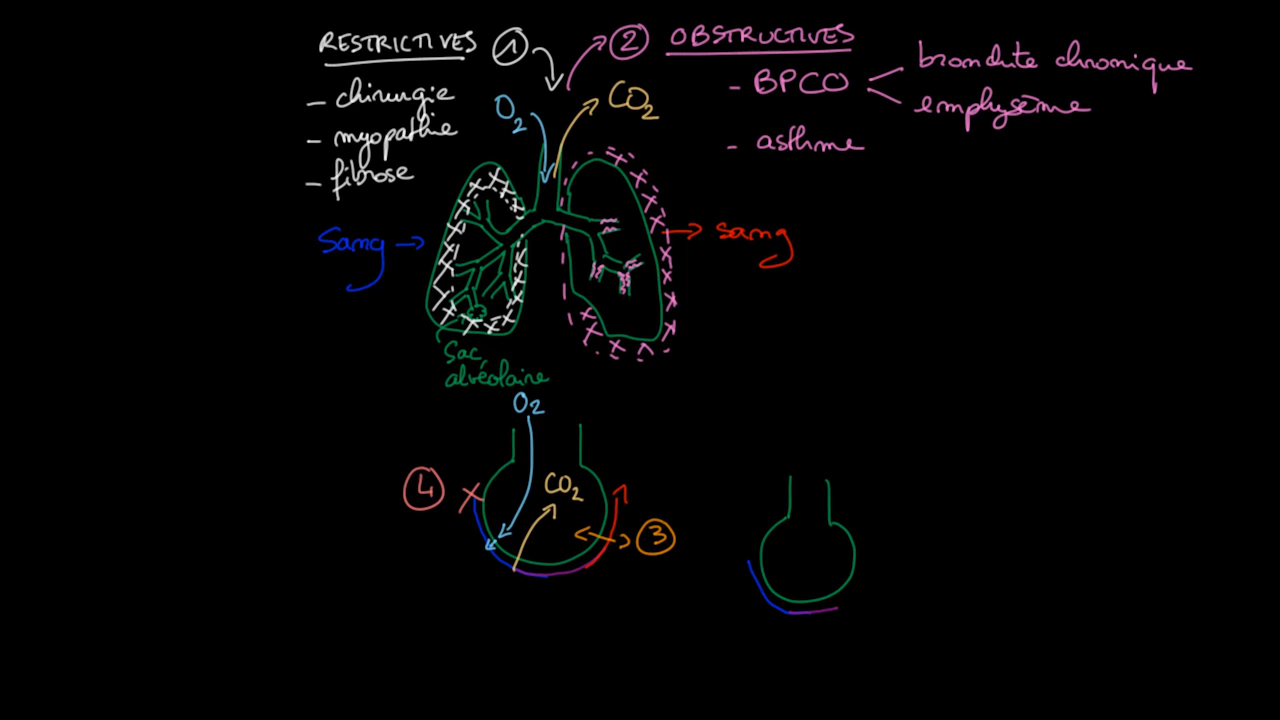 RESTRICTIVES 1
- chirurgie
- myopathie
- fibrose
2 OBSTRUCTIVES
- BPCO
bronchite chronique
emphysème
- asthme
O2
CO2
Sang
sang
Sac
alvéolaire
O2
CO2
4
3